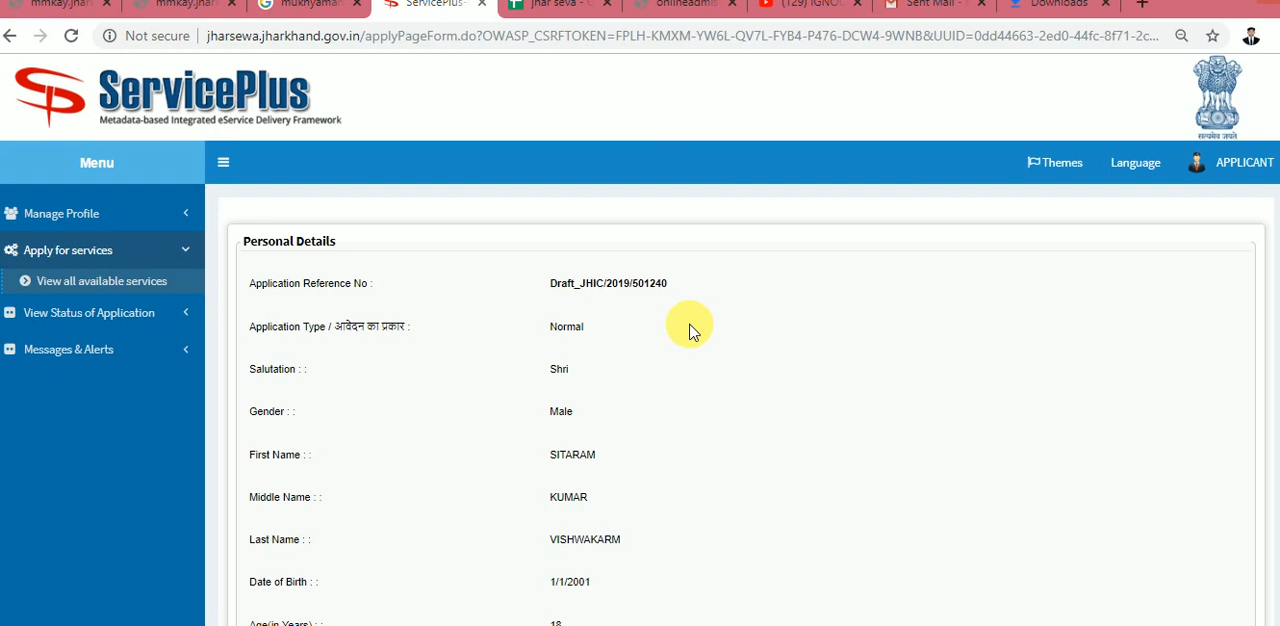 mmkay.jhar
mmkay.jhar
mukhyaman
ServicePlus-
jhar seva - G
onlineadmis
(129) IGNOU
Sent Mail -
Downloads
Not secure | jharsewa.jharkhand.gov.in/applyPageForm.do?OWASP_CSRFTOKEN=FPLH-KMXM-YW6L-QV7L-FYB4-P476-DCW4-9WNB&UUID=0dd44663-2ed0-44fc-8f71-2c...
ServicePlus
Metadata-based Integrated eService Delivery Framework
सत्यमेव जयते
Menu
Themes
Language
APPLICANT
Manage Profile
Apply for services
View all available services
View Status of Application
Messages & Alerts
Personal Details
Application Reference No : Draft_JHIC/2019/501240
Application Type / आवेदन का प्रकार : Normal
Salutation : : Shri
Gender : : Male
First Name : : SITARAM
Middle Name : : KUMAR
Last Name : : VISHWAKARM
Date of Birth : : 1/1/2001
Age(in Years) : : 18